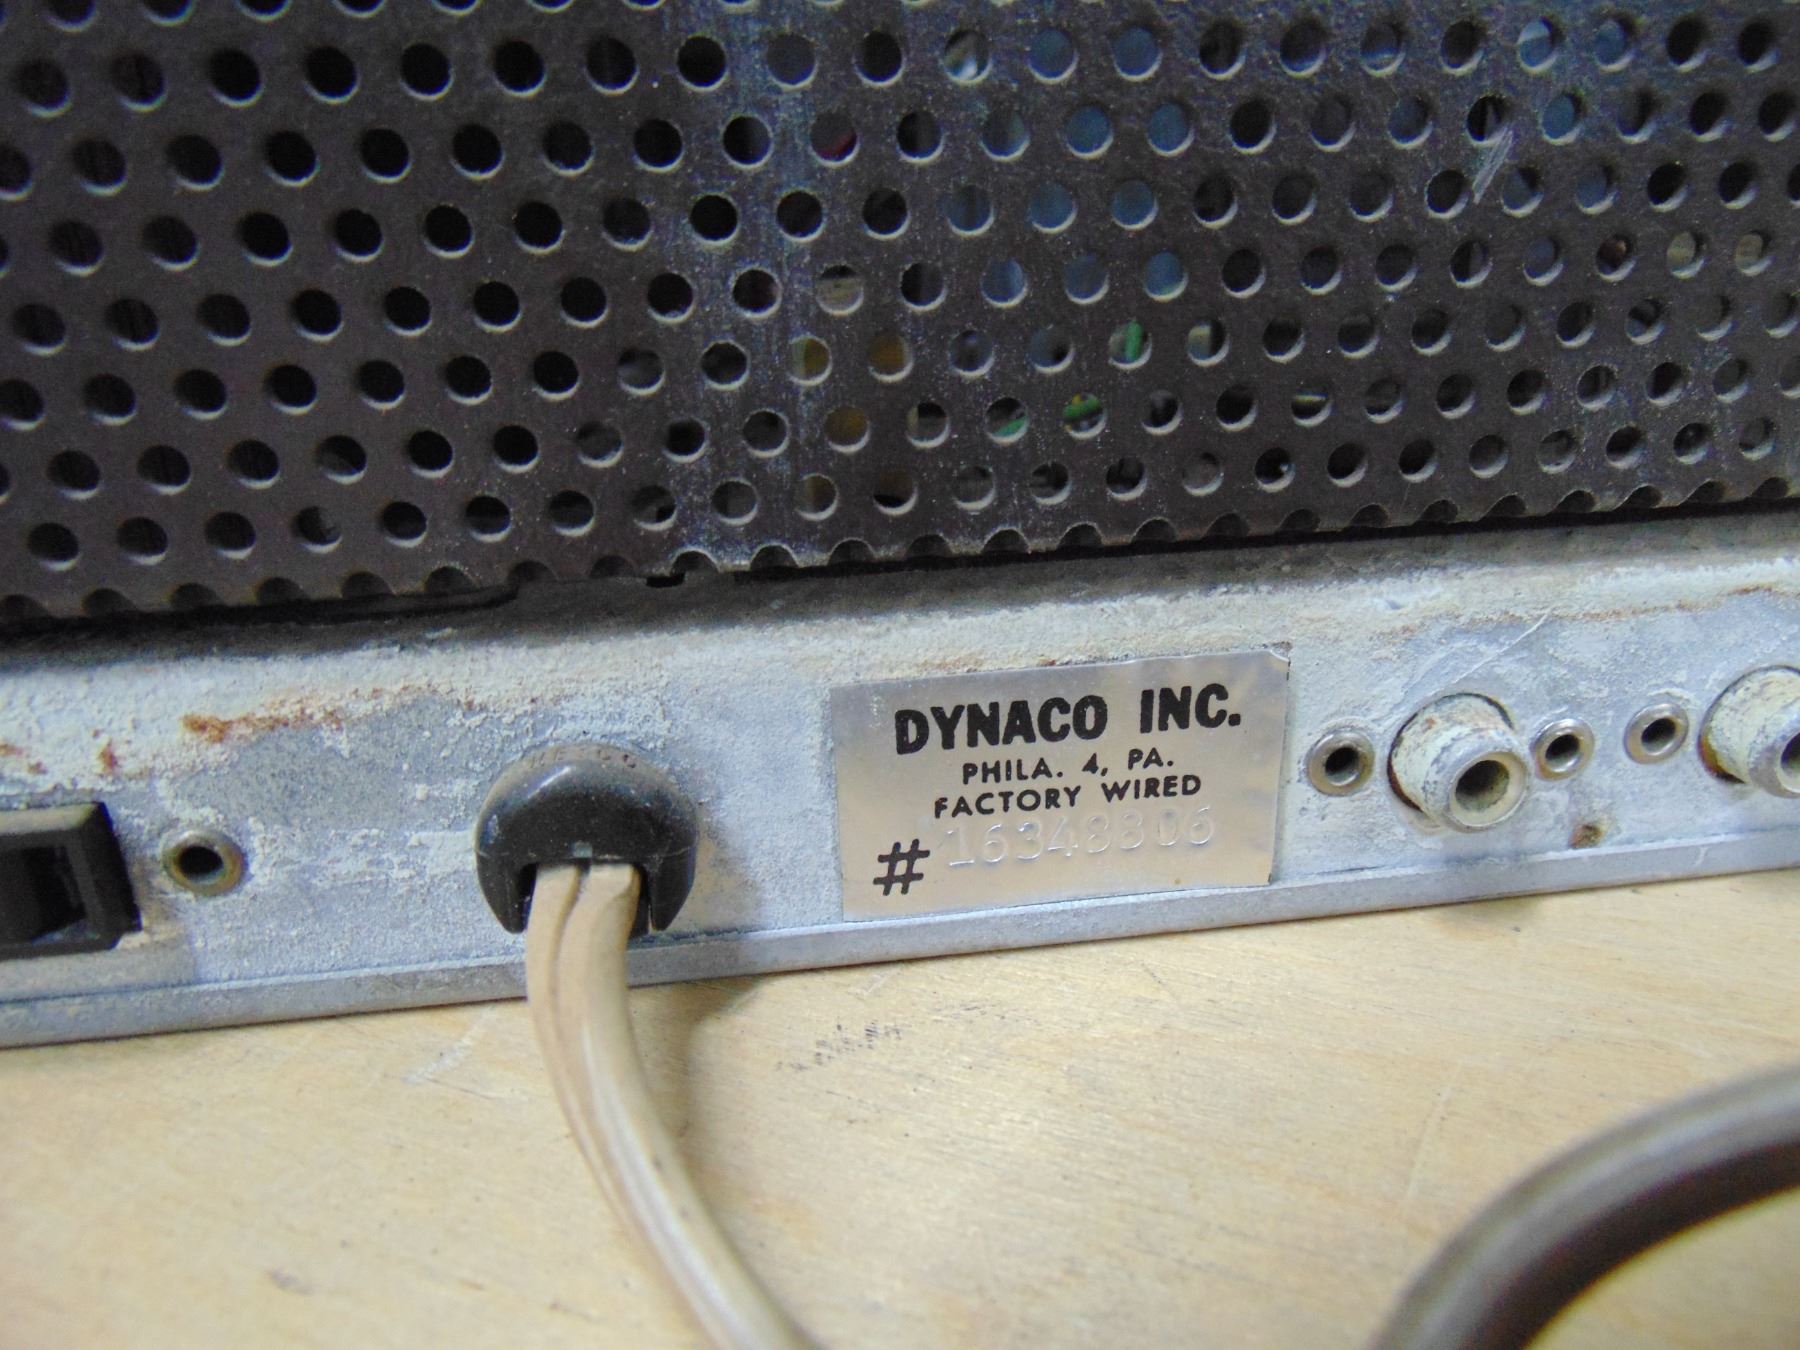 DYNACO INC.
PHILA. 4, PA.
FACTORY WIRED
# 16348806